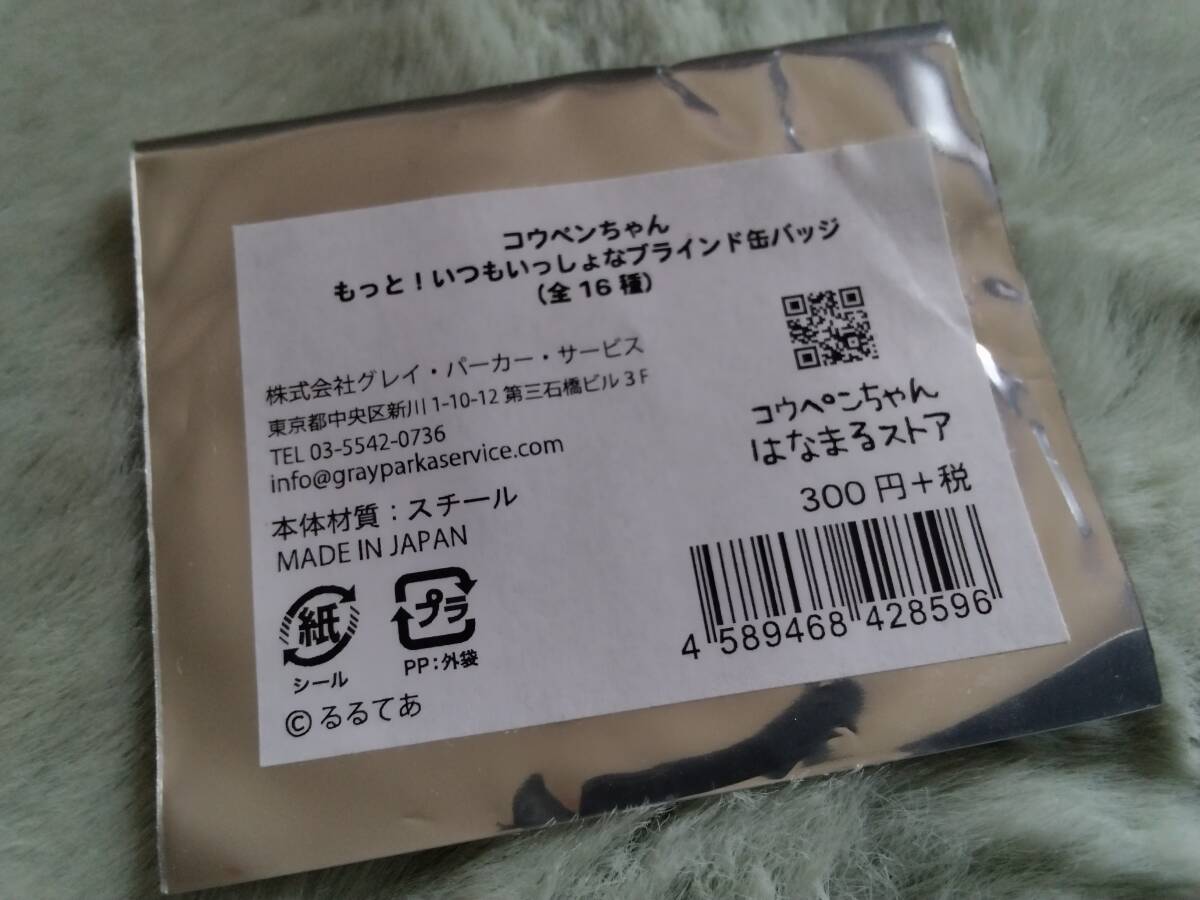 コウペンちゃん
もっと！いつもいっしょなブラインド缶バッジ
（全16種）
株式会社グレイ・パーカー・サービス
東京都中央区新川1-10-12 第三石橋ビル3F
TEL 03-5542-0736
info@grayparkaservice.com
本体材質：スチール
MADE IN JAPAN
紙
シール
プラ
PP：外袋
©るるてあ
コウペンちゃん
はなまるストア
300円＋税
4 589468 428596